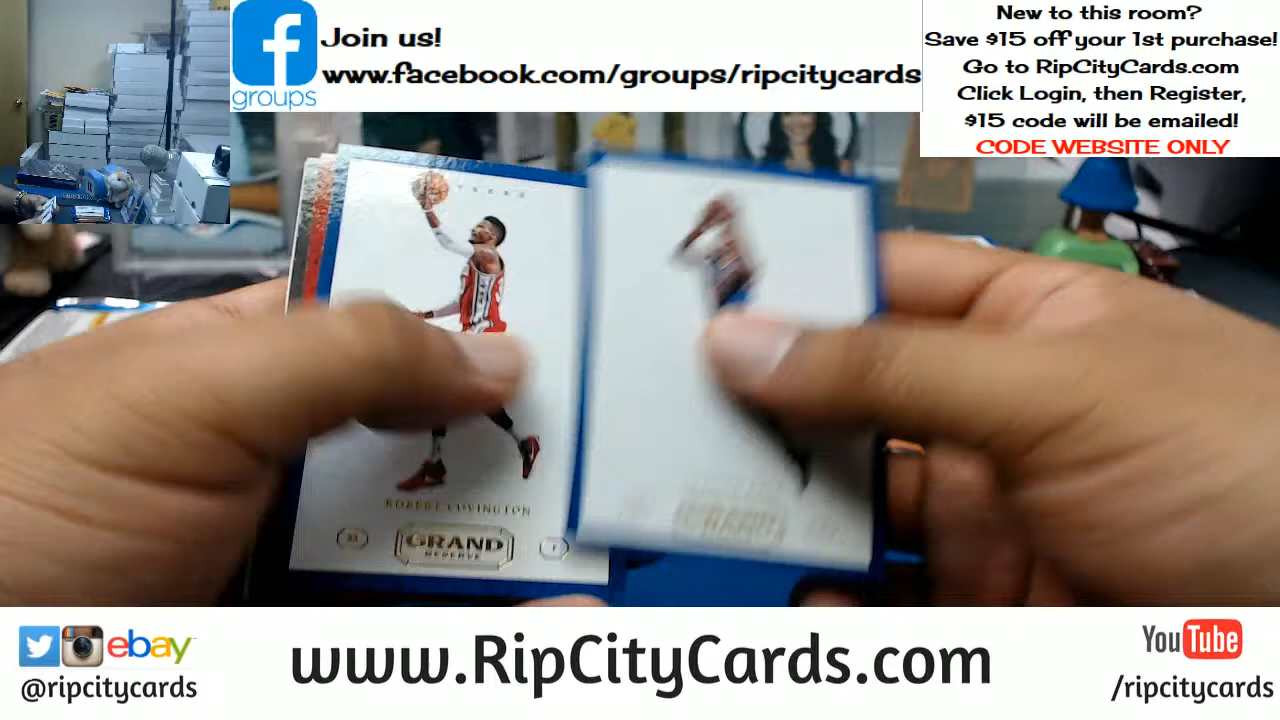 Join us!
www.facebook.com/groups/ripcitycards
groups
New to this room?
Save $15 off your 1st purchase!
Go to RipCityCards.com
Click Login, then Register,
$15 code will be emailed!
CODE WEBSITE ONLY
ROBERT COVINGTON
GRAND
RESERVE
ebay
@ripcitycards
www.RipCityCards.com
YouTube
/ripcitycards